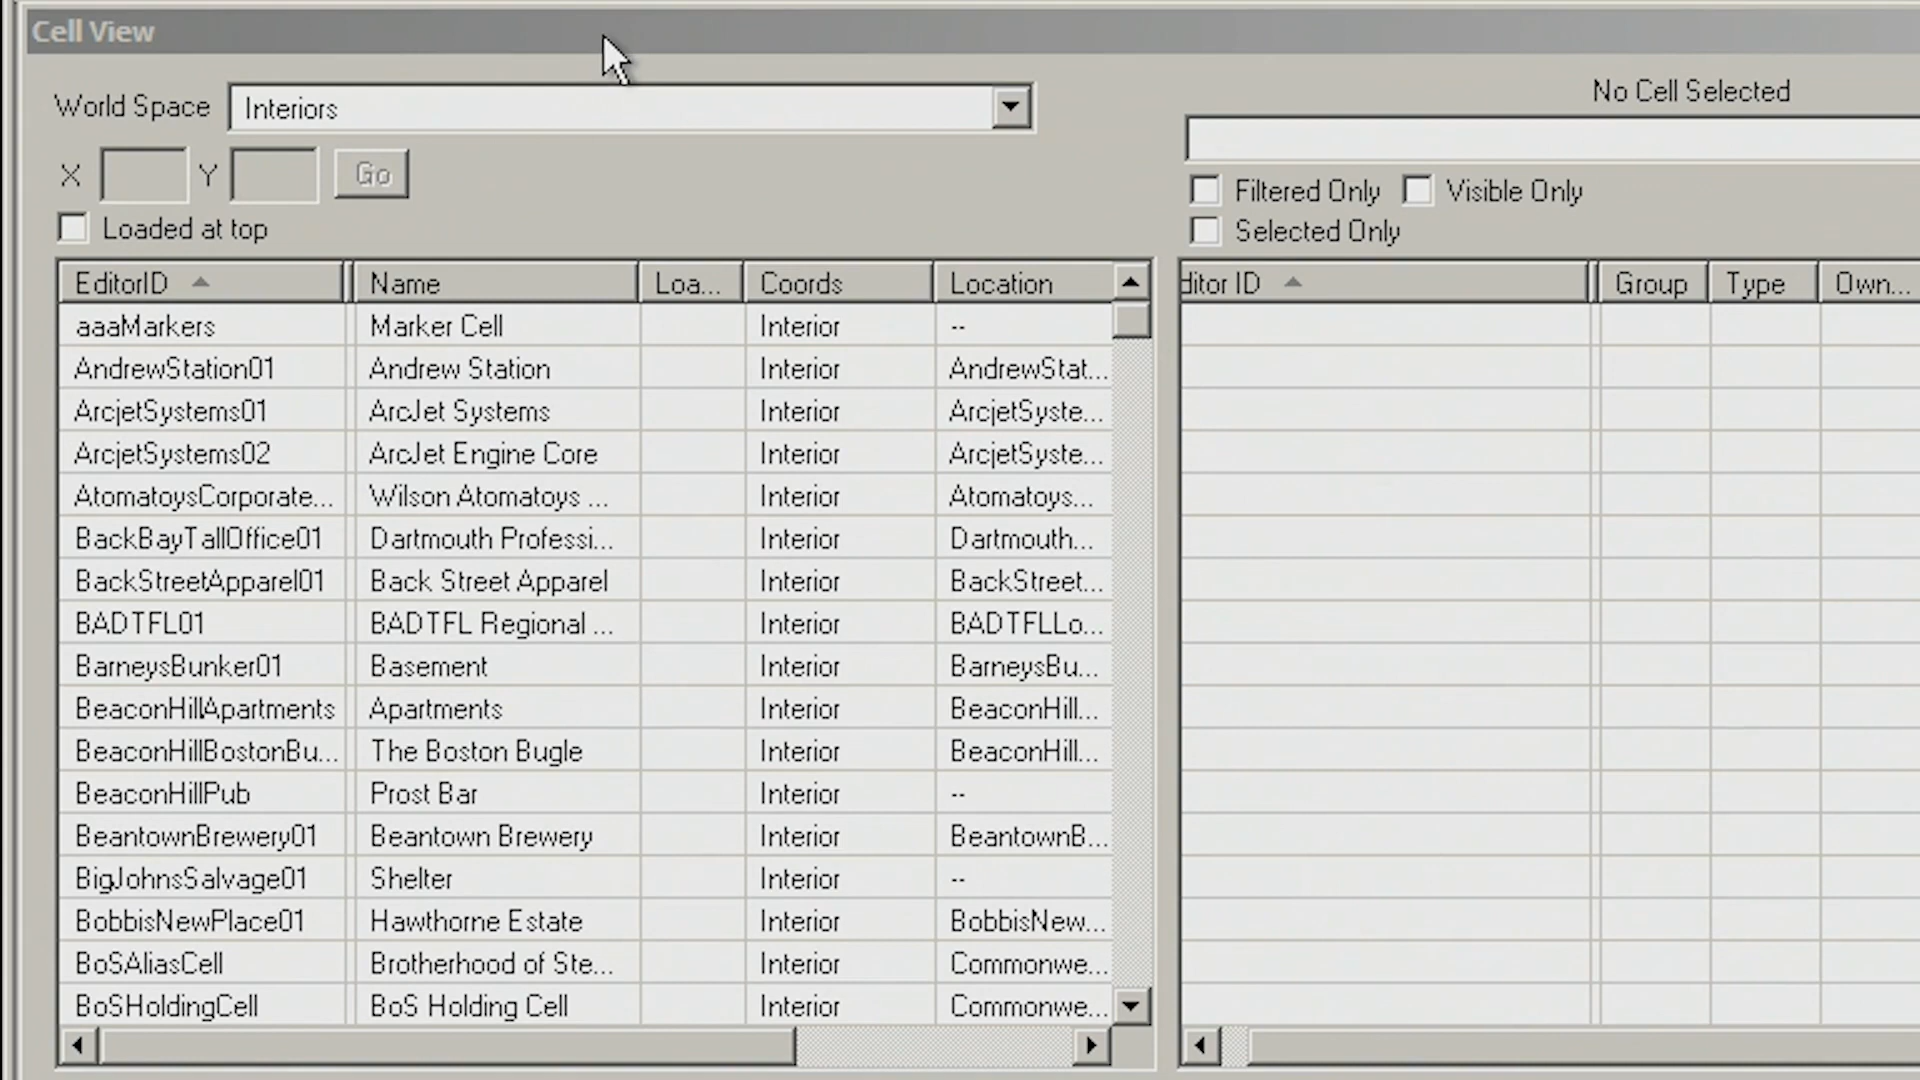 Cell View
World Space Interiors
No Cell Selected
X Y Go
Filtered Only Visible Only
Loaded at top
Selected Only
EditorID Name Loa... Coords Location
ditor ID Group Type Own...
aaaMarkers Marker Cell Interior --
AndrewStation01 Andrew Station Interior AndrewStat...
ArcjetSystems01 ArcJet Systems Interior ArcjetSyste...
ArcjetSystems02 ArcJet Engine Core Interior ArcjetSyste...
AtomatoysCorporate... Wilson Atomatoys ... Interior Atomatoys...
BackBayTallOffice01 Dartmouth Professi... Interior Dartmouth...
BackStreetApparel01 Back Street Apparel Interior BackStreet...
BADTFL01 BADTFL Regional ... Interior BADTFLLo...
BarneysBunker01 Basement Interior BarneysBu...
BeaconHillApartments Apartments Interior BeaconHill...
BeaconHillBostonBu... The Boston Bugle Interior BeaconHill...
BeaconHillPub Prost Bar Interior --
BeantownBrewery01 Beantown Brewery Interior BeantownB...
BigJohnsSalvage01 Shelter Interior --
BobbisNewPlace01 Hawthorne Estate Interior BobbisNew...
BoSAliasCell Brotherhood of Ste... Interior Commonwe...
BoSHoldingCell BoS Holding Cell Interior Commonwe...